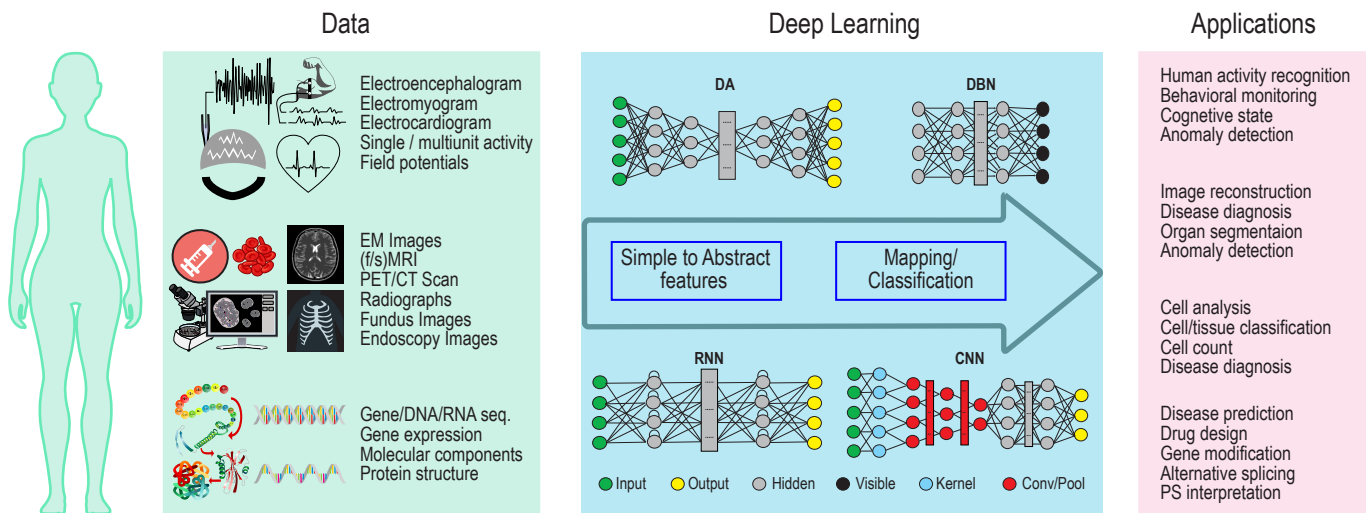 Data
Deep Learning
Applications
Electroencephalogram
Electromyogram
Electrocardiogram
Single / multiunit activity
Field potentials
EM Images
(f/s)MRI
PET/CT Scan
Radiographs
Fundus Images
Endoscopy Images
Gene/DNA/RNA seq.
Gene expression
Molecular components
Protein structure
DA
DBN
Simple to Abstract
features
Mapping/
Classification
RNN
CNN
Input
Output
Hidden
Visible
Kernel
Conv/Pool
Human activity recognition
Behavioral monitoring
Cognetive state
Anomaly detection
Image reconstruction
Disease diagnosis
Organ segmentaion
Anomaly detection
Cell analysis
Cell/tissue classification
Cell count
Disease diagnosis
Disease prediction
Drug design
Gene modification
Alternative splicing
PS interpretation